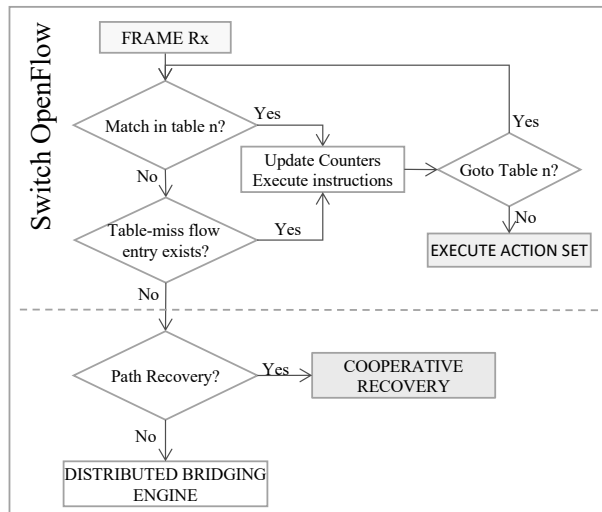 Switch OpenFlow
FRAME Rx
Match in table n?
Yes
Yes
Update Counters
Execute instructions
Goto Table n?
No
No
Table-miss flow
entry exists?
Yes
EXECUTE ACTION SET
No
Path Recovery?
Yes
COOPERATIVE
RECOVERY
No
DISTRIBUTED BRIDGING
ENGINE